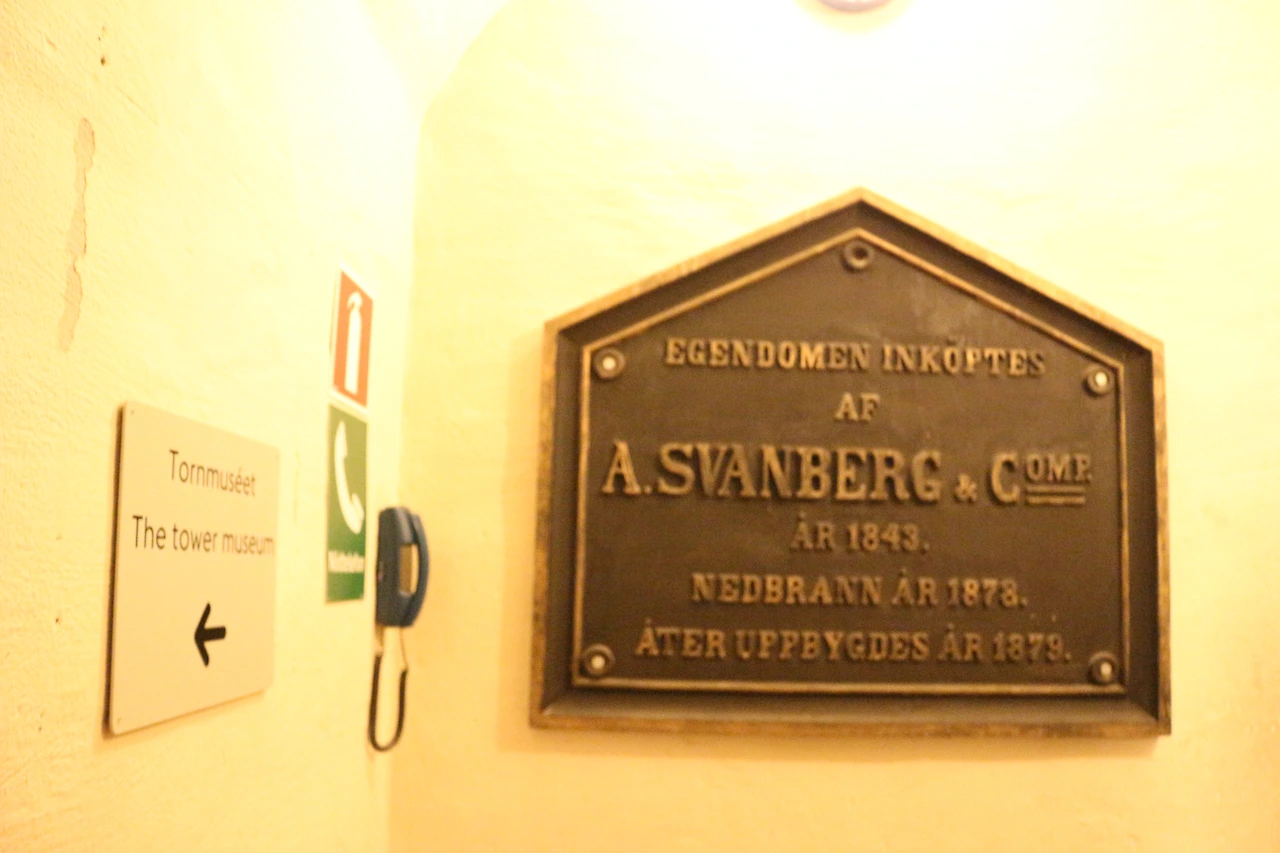 Tornmuséet
The tower museum
EGENDOMEN INKÖPTES
AF
A. SVANBERG & COMP.
ÅR 1843.
NEDBRANN ÅR 1878.
ÅTER UPPBYGDES ÅR 1879.